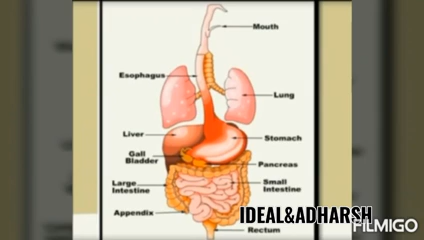 Mouth
Esophagus
Lung
Liver
Stomach
Gall
Bladder
Pancreas
Large
Intestine
Small
Intestine
Appendix
IDEAL&ADHARSH
FILMIGO
Rectum